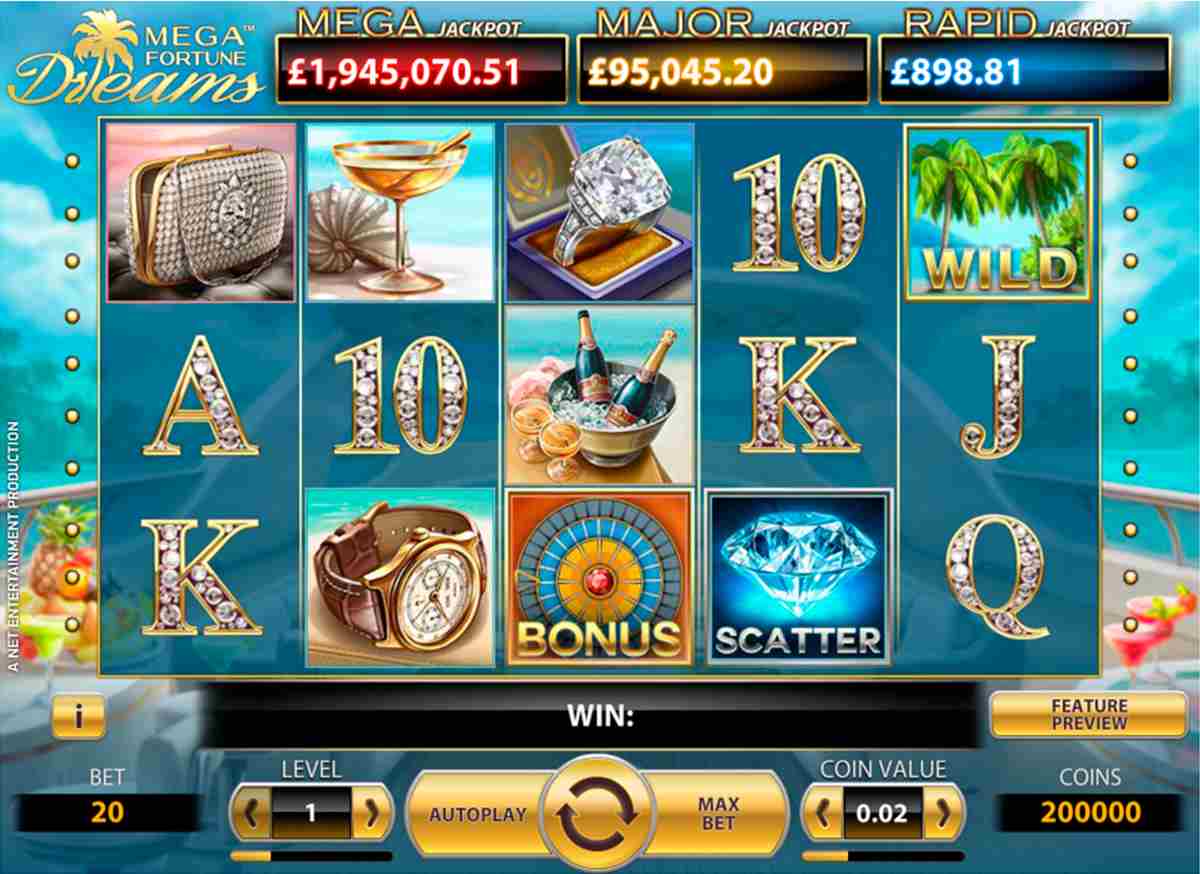 MEGA™
FORTUNE
Dreams
MEGA JACKPOT
£1,945,070.51
MAJOR JACKPOT
£95,045.20
RAPID JACKPOT
£898.81
10
WILD
A
10
K
J
K
BONUS
SCATTER
Q
A NET ENTERTAINMENT PRODUCTION
i
WIN:
FEATURE
PREVIEW
BET
20
LEVEL
1
AUTOPLAY
MAX
BET
COIN VALUE
0.02
COINS
200000